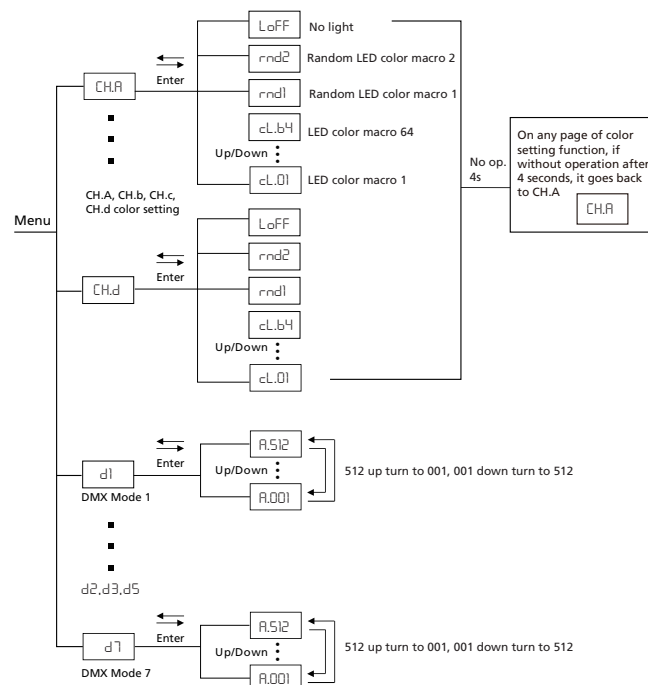 LoFF
No light
rnd2
Random LED color macro 2
CH.A
Enter
rnd1
Random LED color macro 1
cL.64
LED color macro 64
Up/Down
cL.01
LED color macro 1
CH.A, CH.b, CH.c,
CH.d color setting
No op.
4s
On any page of color
setting function, if
without operation after
4 seconds, it goes back
to CH.A
CH.A
Menu
LoFF
rnd2
CH.d
Enter
rnd1
cL.64
Up/Down
cL.01
d1
DMX Mode 1
Enter
A.512
Up/Down
A.001
512 up turn to 001, 001 down turn to 512
d2,d3,d5
d7
DMX Mode 7
Enter
A.512
Up/Down
A.001
512 up turn to 001, 001 down turn to 512